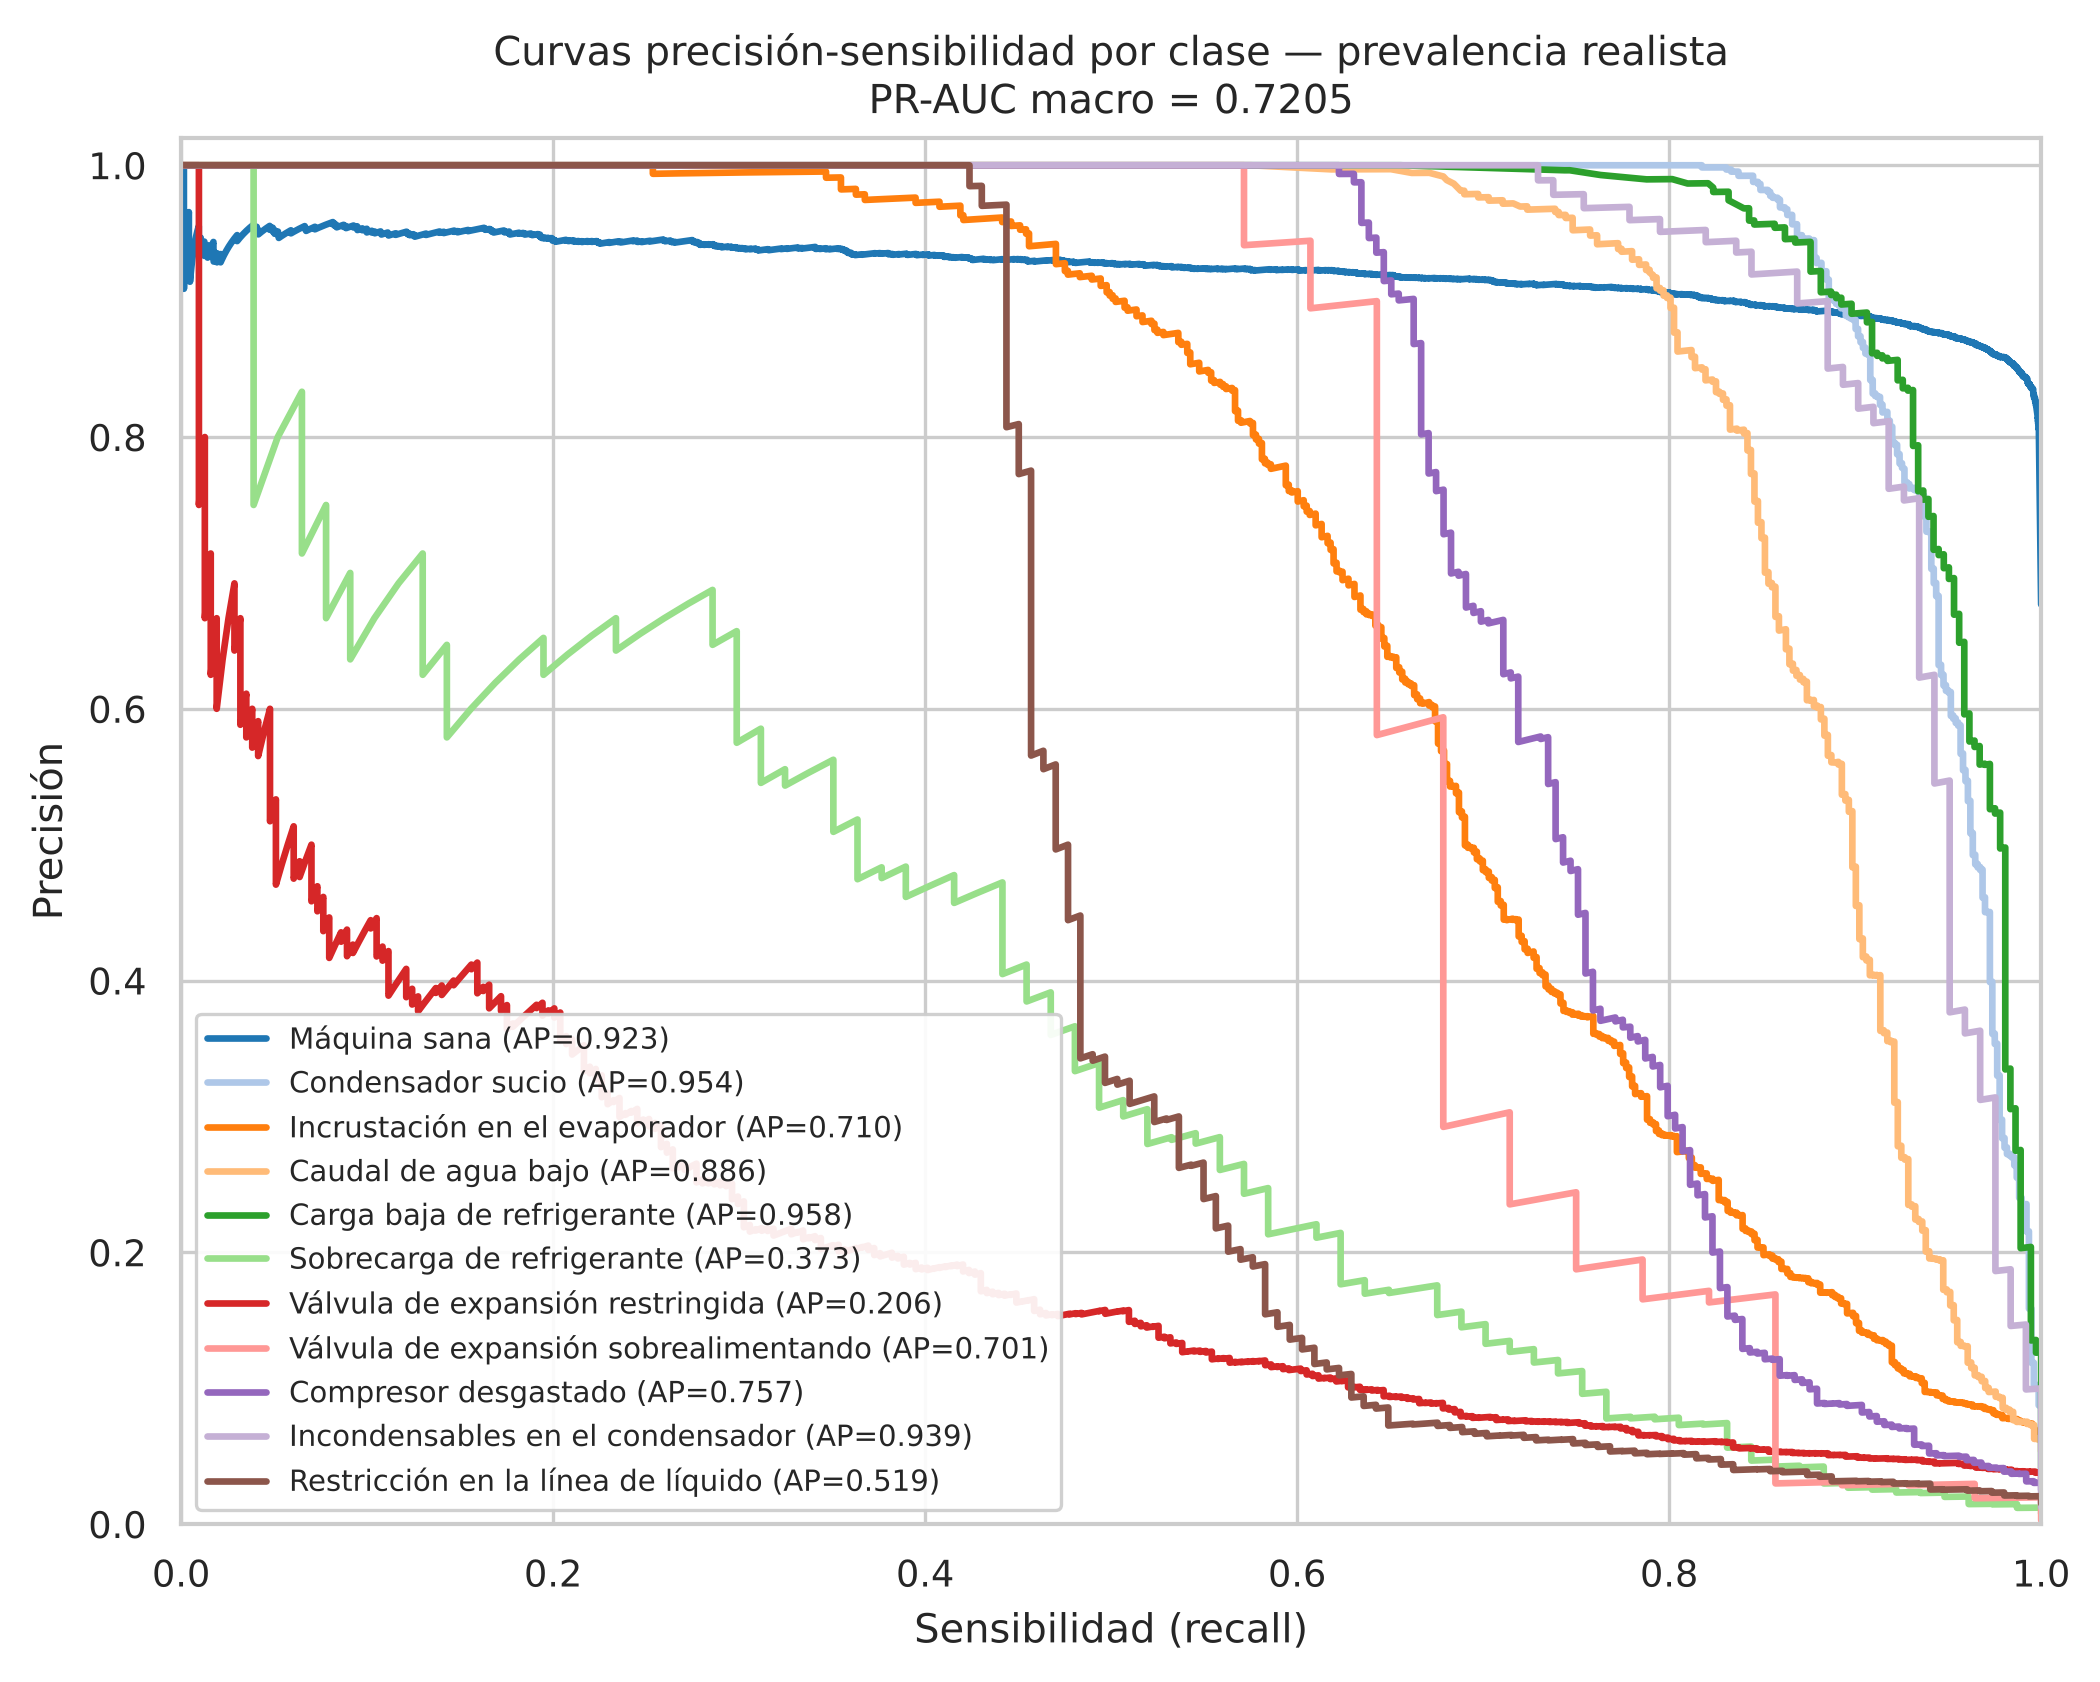 Curvas precisión-sensibilidad por clase — prevalencia realista
PR-AUC macro = 0.7205
Precisión
1.0
0.8
0.6
0.4
0.2
0.0
Máquina sana (AP=0.923)
Condensador sucio (AP=0.954)
Incrustación en el evaporador (AP=0.710)
Caudal de agua bajo (AP=0.886)
Carga baja de refrigerante (AP=0.958)
Sobrecarga de refrigerante (AP=0.373)
Válvula de expansión restringida (AP=0.206)
Válvula de expansión sobrealimentando (AP=0.701)
Compresor desgastado (AP=0.757)
Incondensables en el condensador (AP=0.939)
Restricción en la línea de líquido (AP=0.519)
0.0 0.2 0.4 0.6 0.8 1.0
Sensibilidad (recall)